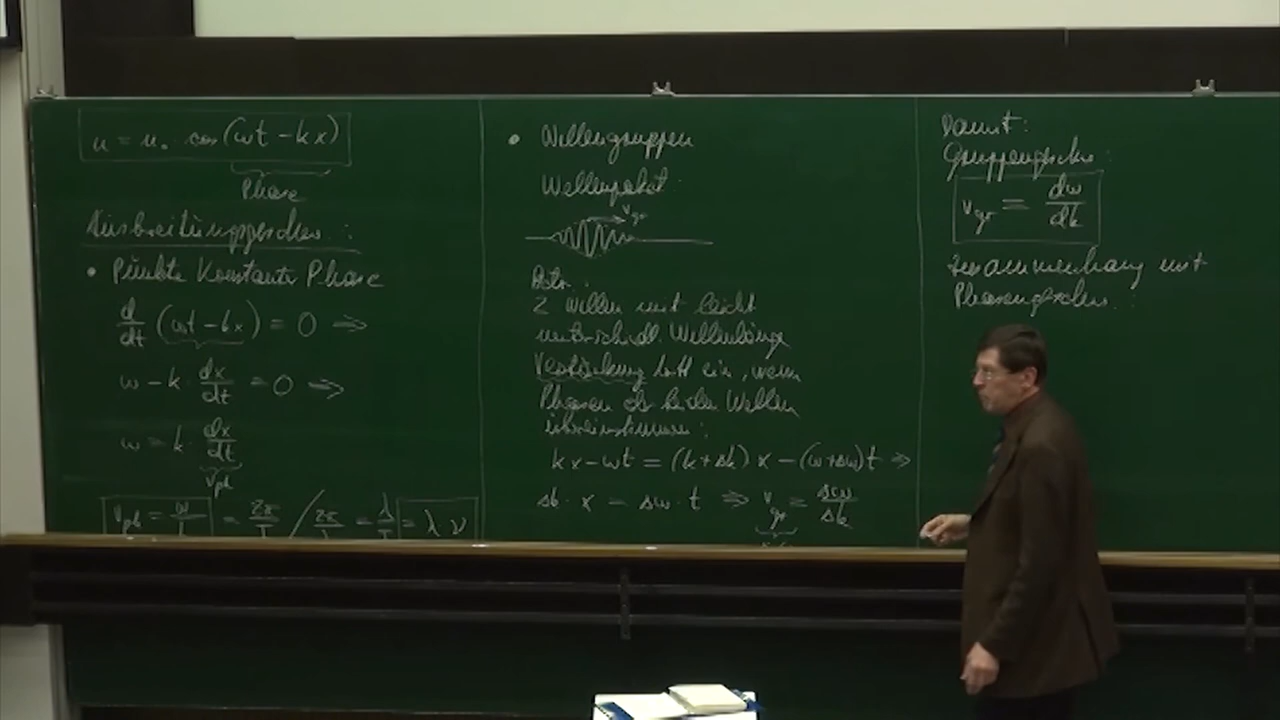 u = u₀ · cos (ωt − kx)
Phase
Ausbreitungsgeschw. :
• Punkte konstanter Phase
d/dt (ωt − kx) = 0 ⇒
ω − k · dx/dt = 0 ⇒
ω = k · dx/dt
v_ph
v_ph = ω/k = 2π/T / 2π/λ = λ/T = λ ν
• Wellengruppen
Wellenpaket :
v_gr
Betr. :
2 Wellen mit leicht
unterschidl. Wellenlänge
Verstärkung tritt ein, wenn
Phasen der beiden Wellen
übereinstimmen :
kx − ωt = (k + Δk) x − (ω + Δω) t ⇒
Δk · x = Δω · t ⇒ v_gr = Δω/Δk
Damit :
Gruppengeschw. :
v_gr = dω/dk
Zusammenhang mit
Phasengeschw. :